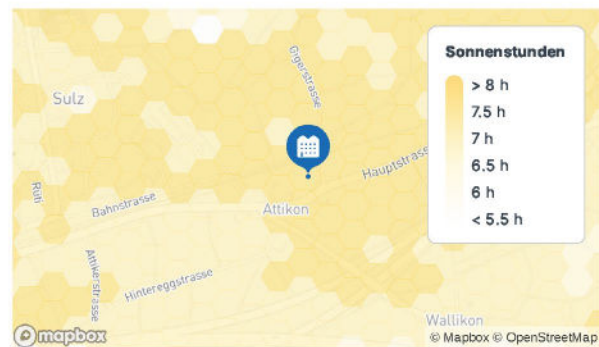 Gigerstrasse
Sulz
Sonnenstunden
> 8 h
7.5 h
7 h
6.5 h
6 h
< 5.5 h
Hauptstrass
Rüti
Bahnstrasse
Attikon
Attikerstrasse
Hintereggstrasse
Wallikon
mapbox
© Mapbox © OpenStreetMap